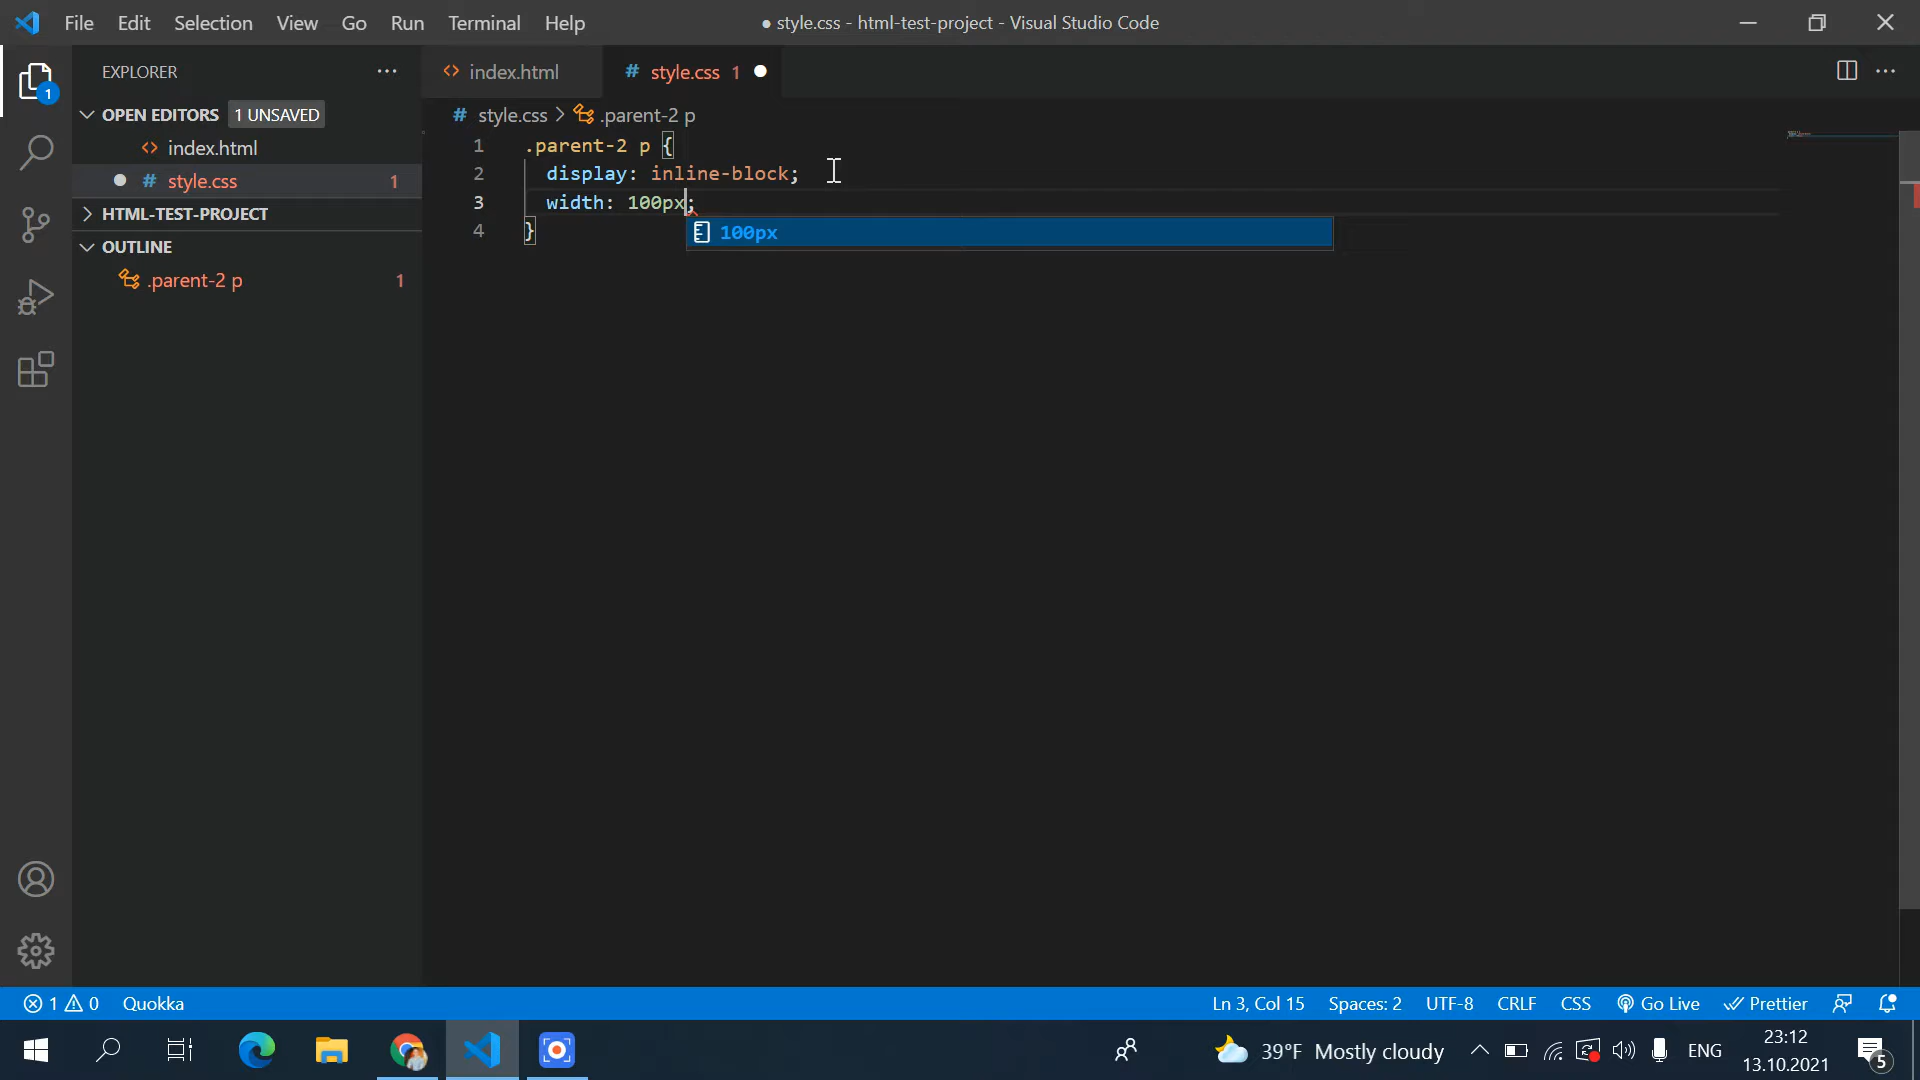 File Edit Selection View Go Run Terminal Help
● style.css - html-test-project - Visual Studio Code
EXPLORER
1
OPEN EDITORS 1 UNSAVED
index.html
# style.css 1
HTML-TEST-PROJECT
OUTLINE
.parent-2 p 1
index.html
# style.css 1
# style.css > .parent-2 p
1 .parent-2 p {
2 display: inline-block;
3 width: 100px;
4 }
100px
1 0 Quokka
Ln 3, Col 15 Spaces: 2 UTF-8 CRLF CSS Go Live Prettier
39°F Mostly cloudy
ENG
23:12
13.10.2021
5